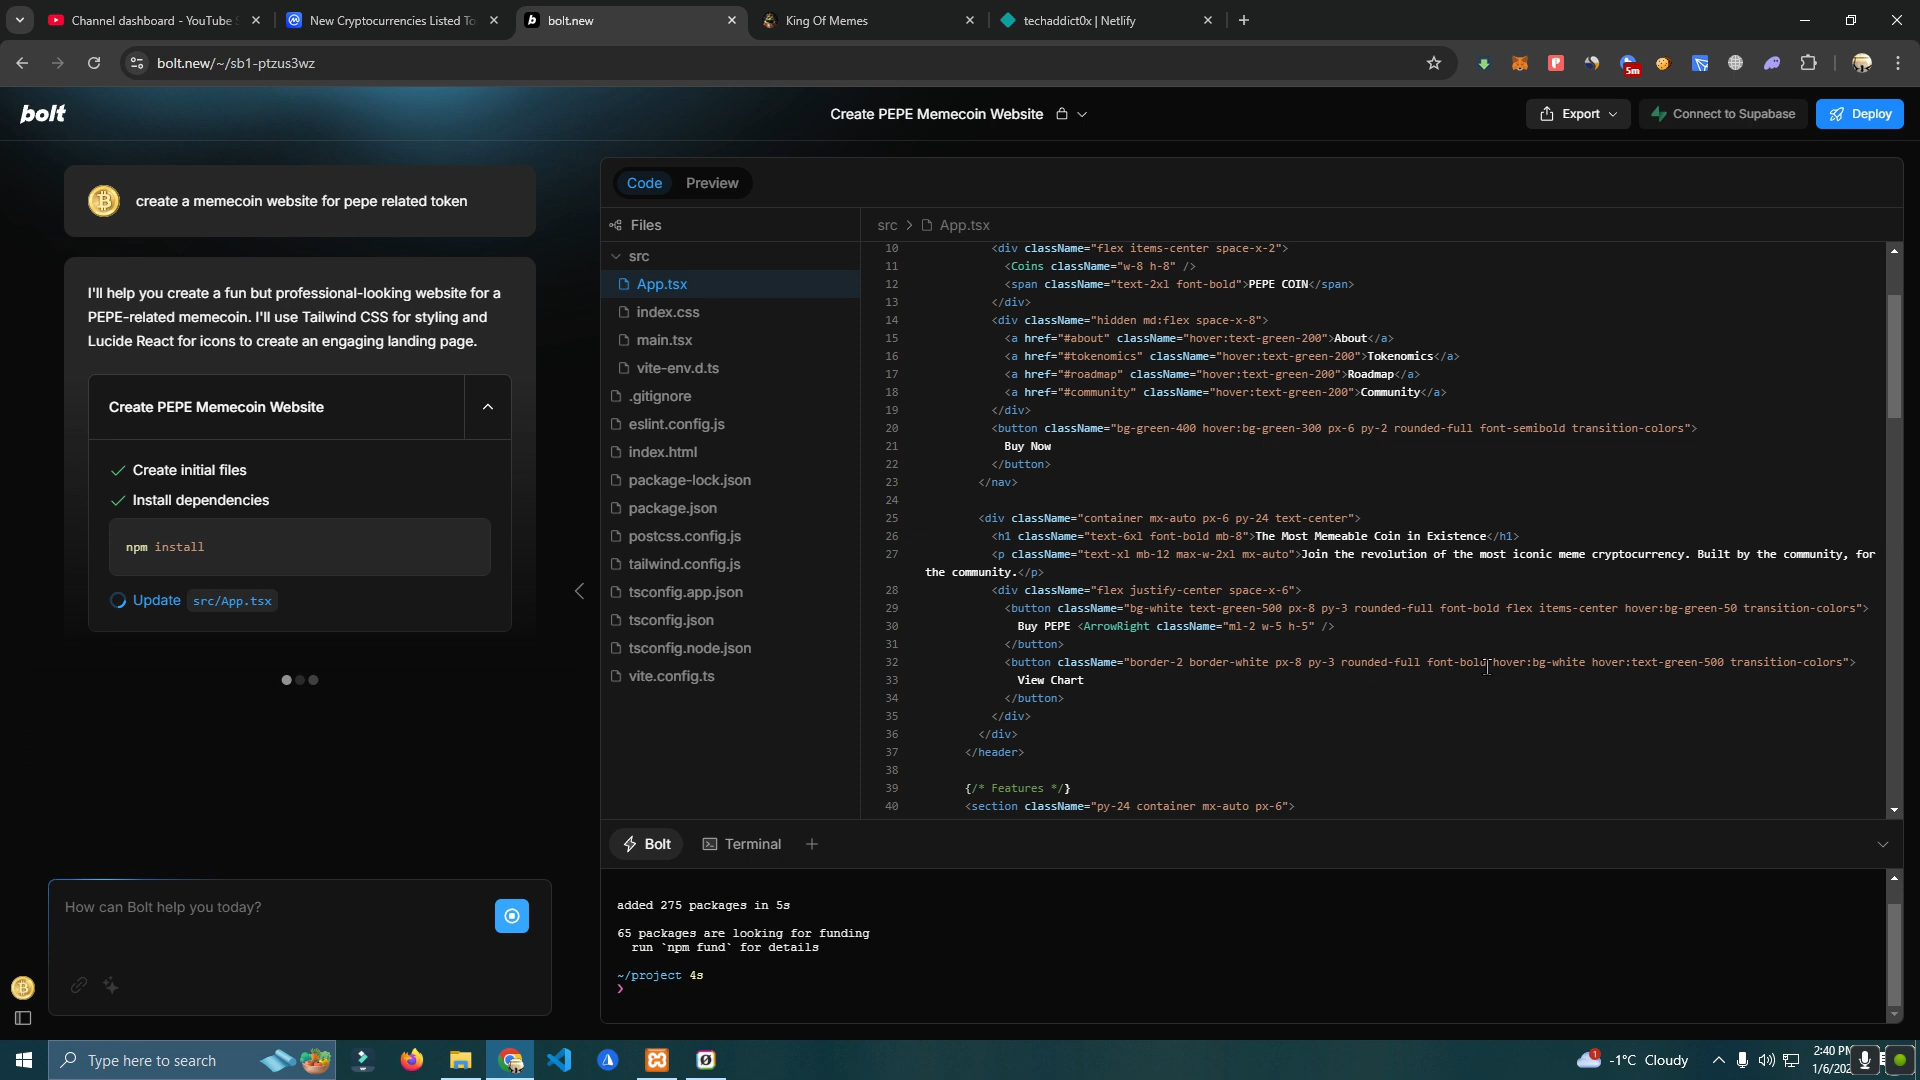 Channel dashboard - YouTube S
New Cryptocurrencies Listed To
bolt.new
King Of Memes
techaddict0x | Netlify
bolt.new/~/sb1-ptzus3wz
5m
bolt
Create PEPE Memecoin Website
Export
Connect to Supabase
Deploy
create a memecoin website for pepe related token
I'll help you create a fun but professional-looking website for a
PEPE-related memecoin. I'll use Tailwind CSS for styling and
Lucide React for icons to create an engaging landing page.
Create PEPE Memecoin Website
Create initial files
Install dependencies
npm install
Update src/App.tsx
How can Bolt help you today?
Code
Preview
Files
src
App.tsx
index.css
main.tsx
vite-env.d.ts
.gitignore
eslint.config.js
index.html
package-lock.json
package.json
postcss.config.js
tailwind.config.js
tsconfig.app.json
tsconfig.json
tsconfig.node.json
vite.config.ts
src > App.tsx
10 <div className="flex items-center space-x-2">
11 <Coins className="w-8 h-8" />
12 <span className="text-2xl font-bold">PEPE COIN</span>
13 </div>
14 <div className="hidden md:flex space-x-8">
15 <a href="#about" className="hover:text-green-200">About</a>
16 <a href="#tokenomics" className="hover:text-green-200">Tokenomics</a>
17 <a href="#roadmap" className="hover:text-green-200">Roadmap</a>
18 <a href="#community" className="hover:text-green-200">Community</a>
19 </div>
20 <button className="bg-green-400 hover:bg-green-300 px-6 py-2 rounded-full font-semibold transition-colors">
21 Buy Now
22 </button>
23 </nav>
24
25 <div className="container mx-auto px-6 py-24 text-center">
26 <h1 className="text-6xl font-bold mb-8">The Most Memeable Coin in Existence</h1>
27 <p className="text-xl mb-12 max-w-2xl mx-auto">Join the revolution of the most iconic meme cryptocurrency. Built by the community, for
the community.</p>
28 <div className="flex justify-center space-x-6">
29 <button className="bg-white text-green-500 px-8 py-3 rounded-full font-bold flex items-center hover:bg-green-50 transition-colors">
30 Buy PEPE <ArrowRight className="ml-2 w-5 h-5" />
31 </button>
32 <button className="border-2 border-white px-8 py-3 rounded-full font-bold hover:bg-white hover:text-green-500 transition-colors">
33 View Chart
34 </button>
35 </div>
36 </div>
37 </header>
38
39 {/* Features */}
40 <section className="py-24 container mx-auto px-6">
Bolt
Terminal
added 275 packages in 5s
65 packages are looking for funding
run `npm fund` for details
~/project 4s
❯
Type here to search
1
-1°C Cloudy
2:40 PM
1/6/202